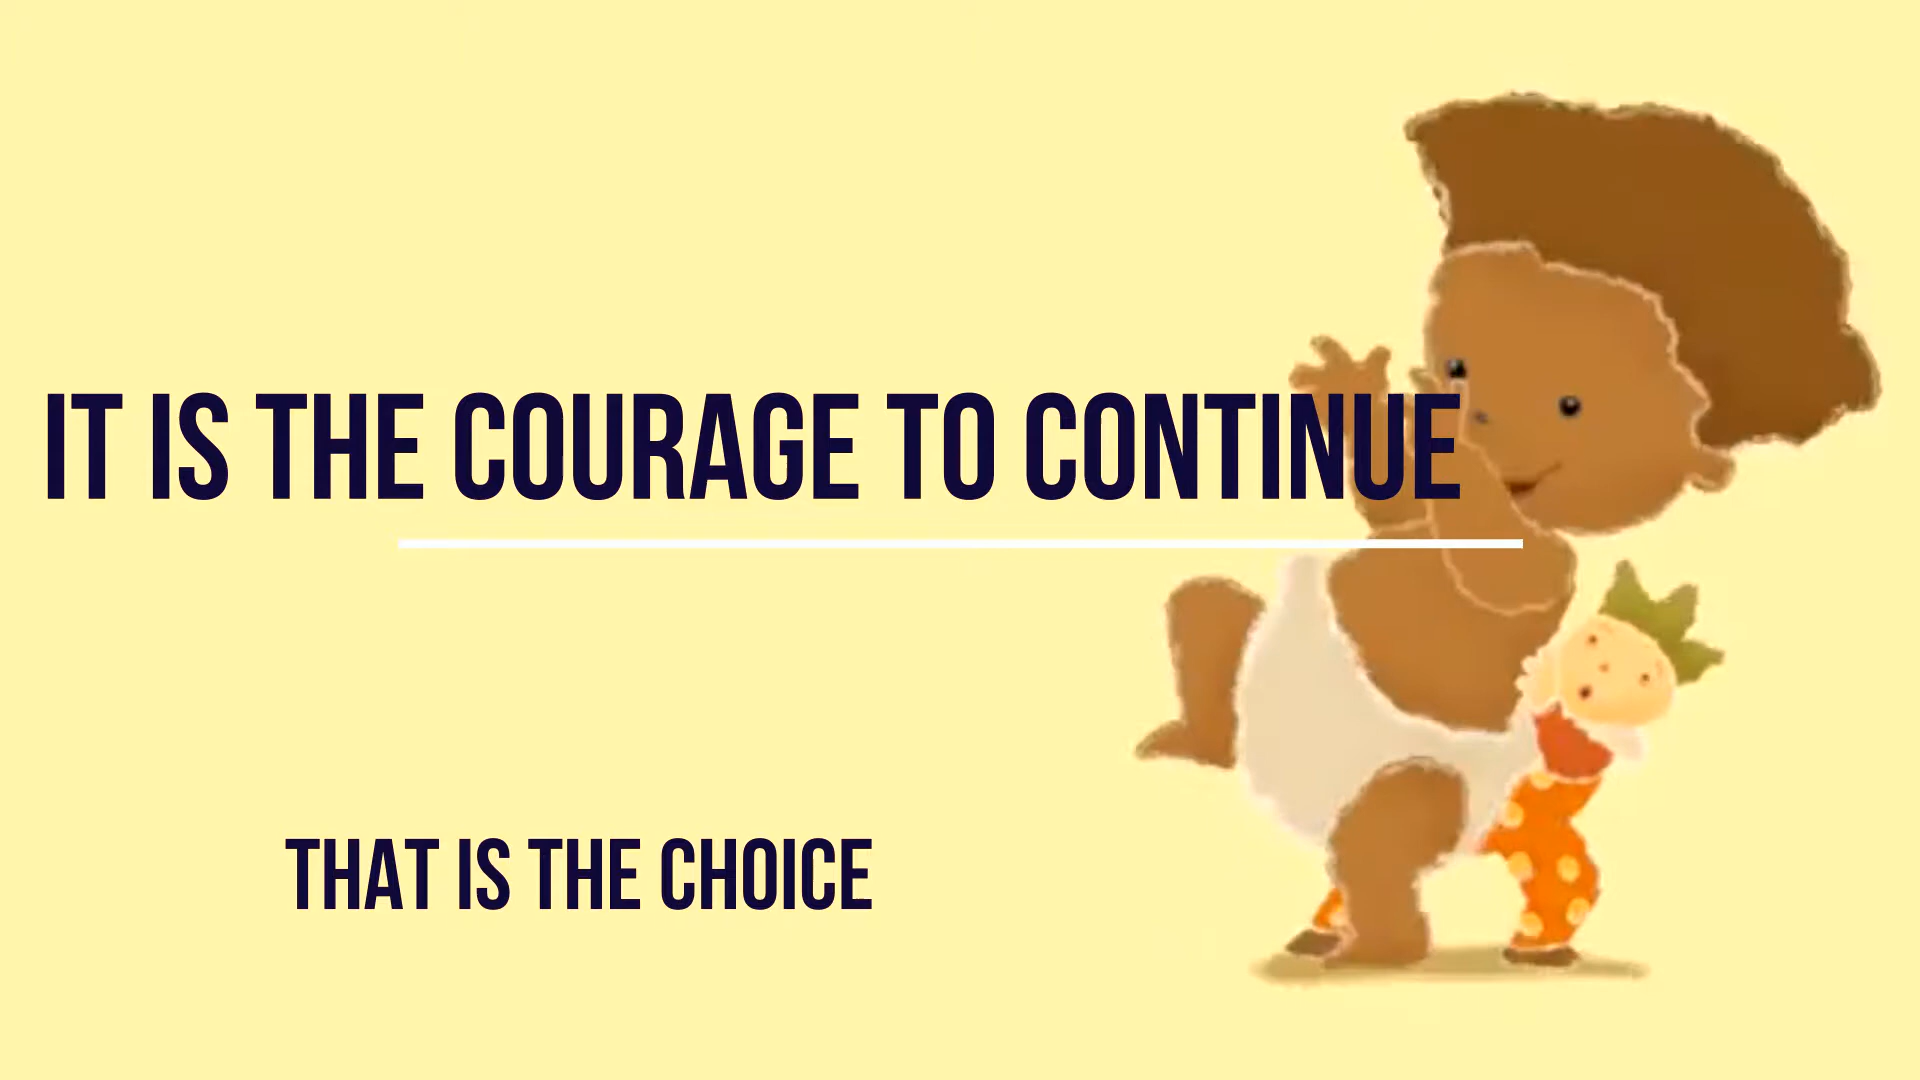 IT IS THE COURAGE TO CONTINUE
THAT IS THE CHOICE